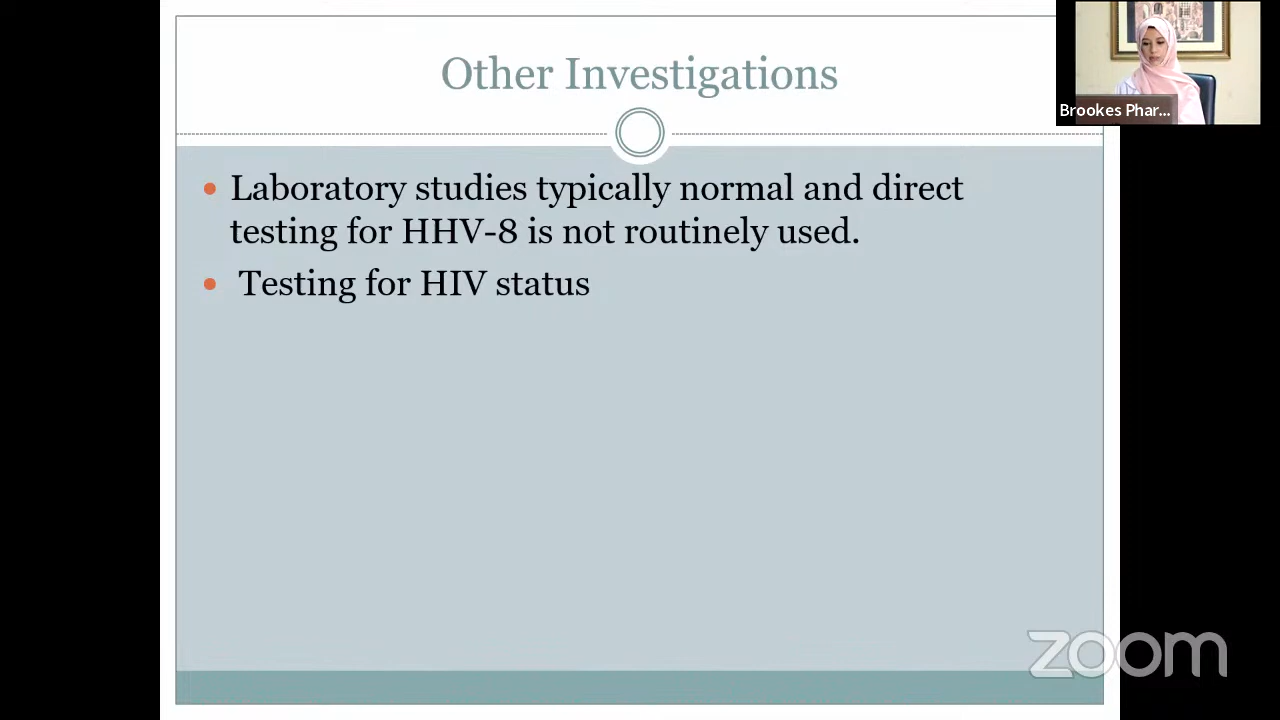 Other Investigations
Brookes Phar...
Laboratory studies typically normal and direct
testing for HHV-8 is not routinely used.
Testing for HIV status
zoom